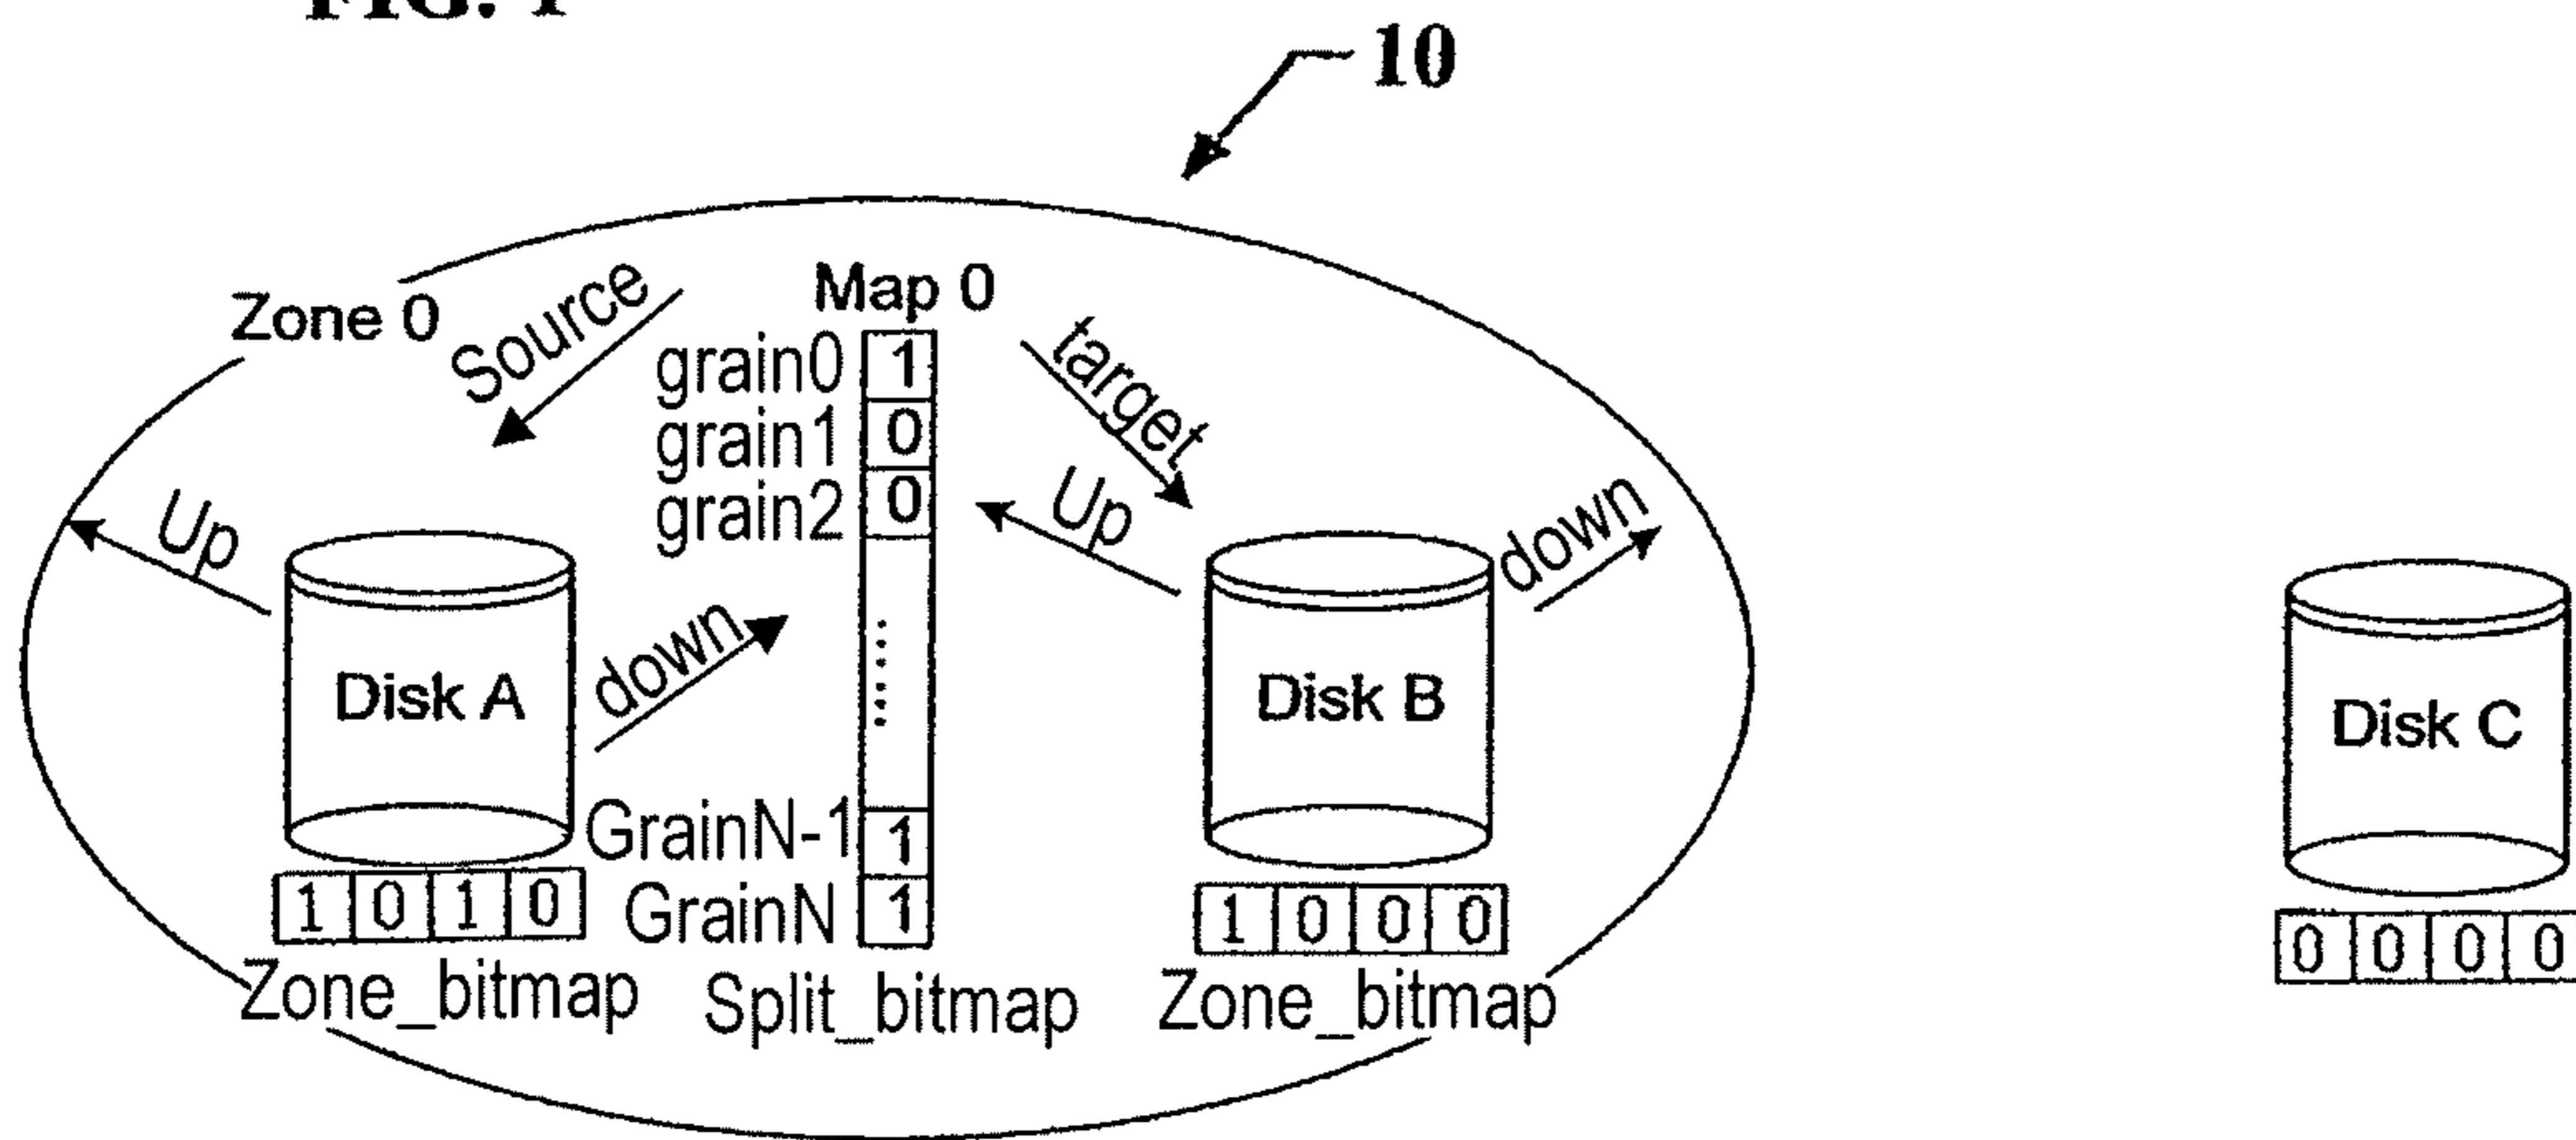 FIG. 1
10
Zone 0
Source
Map 0
target
grain0 1
grain1 0
grain2 0
......
GrainN-1 1
GrainN 1
Up
down
Up
down
Disk A
Disk B
Disk C
1 0 1 0
1 0 0 0
0 0 0 0
Zone_bitmap
Split_bitmap
Zone_bitmap